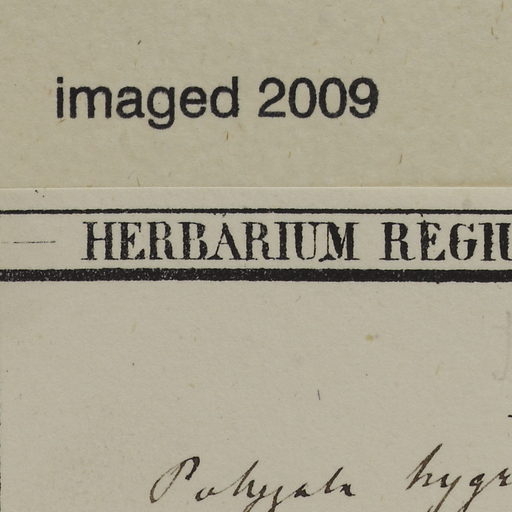 imaged 2009
HERBARIUM REGIU
Polygala hygr